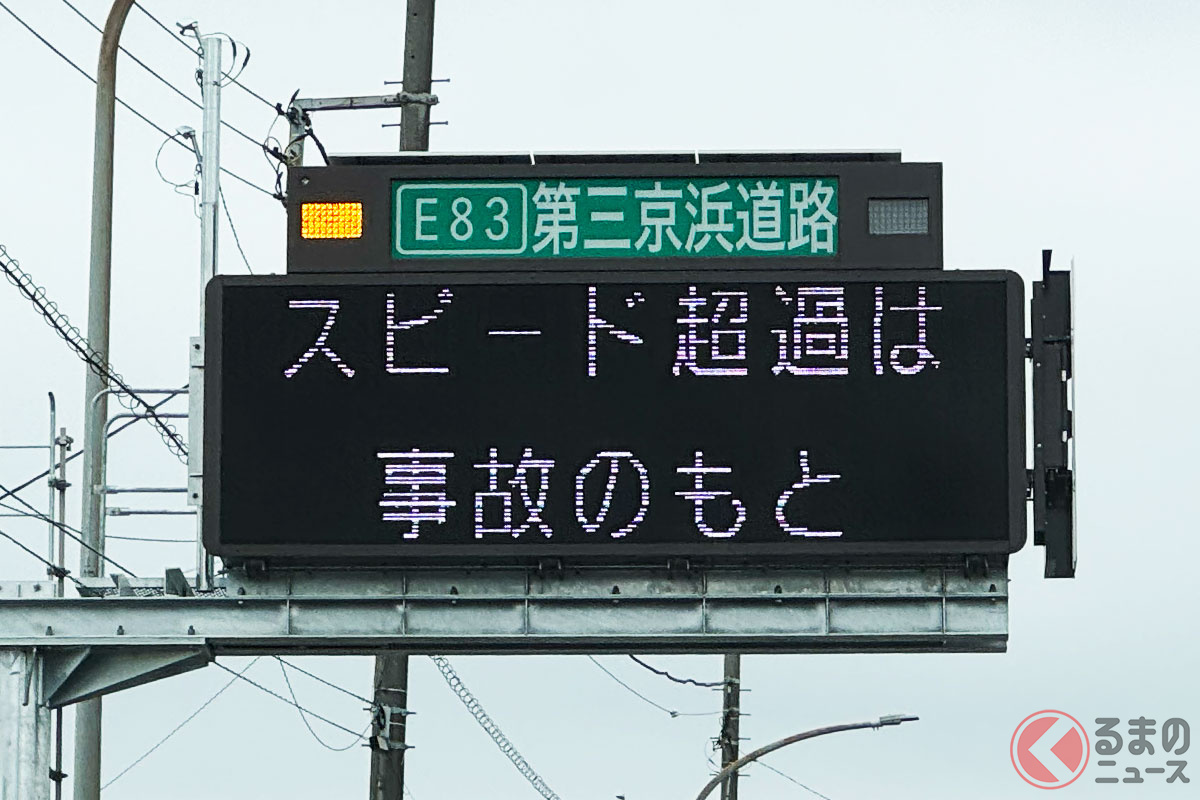 E83 第三京浜道路
スピード超過は
事故のもと
くるまの
ニュース